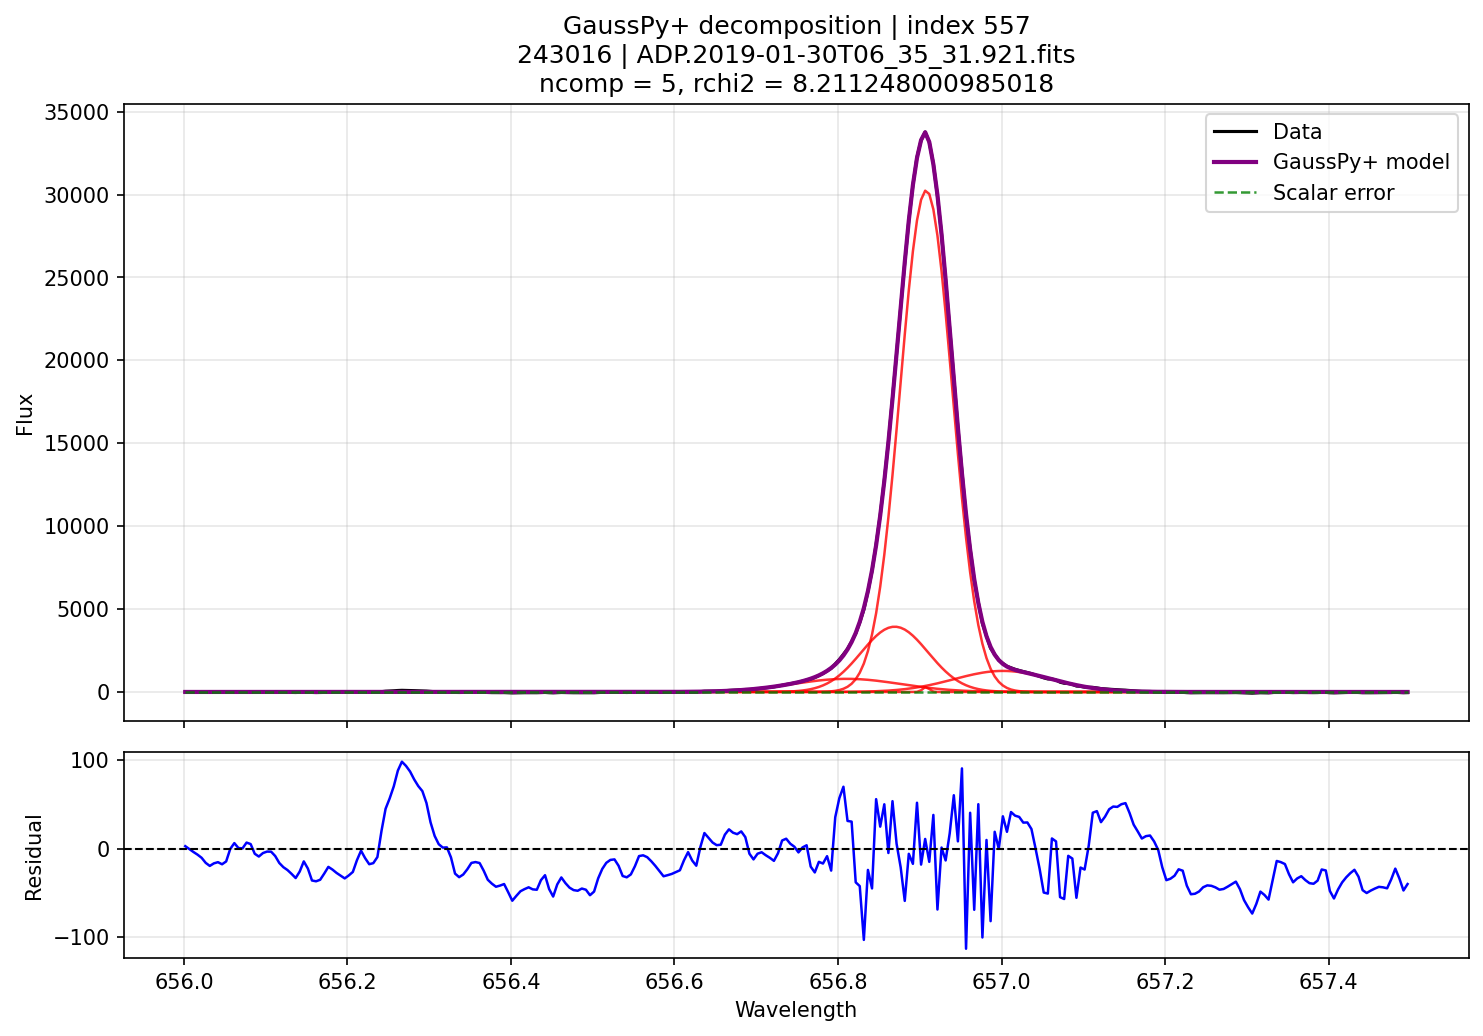 GaussPy+ decomposition | index 557
243016 | ADP.2019-01-30T06_35_31.921.fits
ncomp = 5, rchi2 = 8.211248000985018
35000
30000
25000
20000
15000
10000
5000
0
Flux
Data
GaussPy+ model
Scalar error
100
0
−100
Residual
656.0
656.2
656.4
656.6
656.8
657.0
657.2
657.4
Wavelength